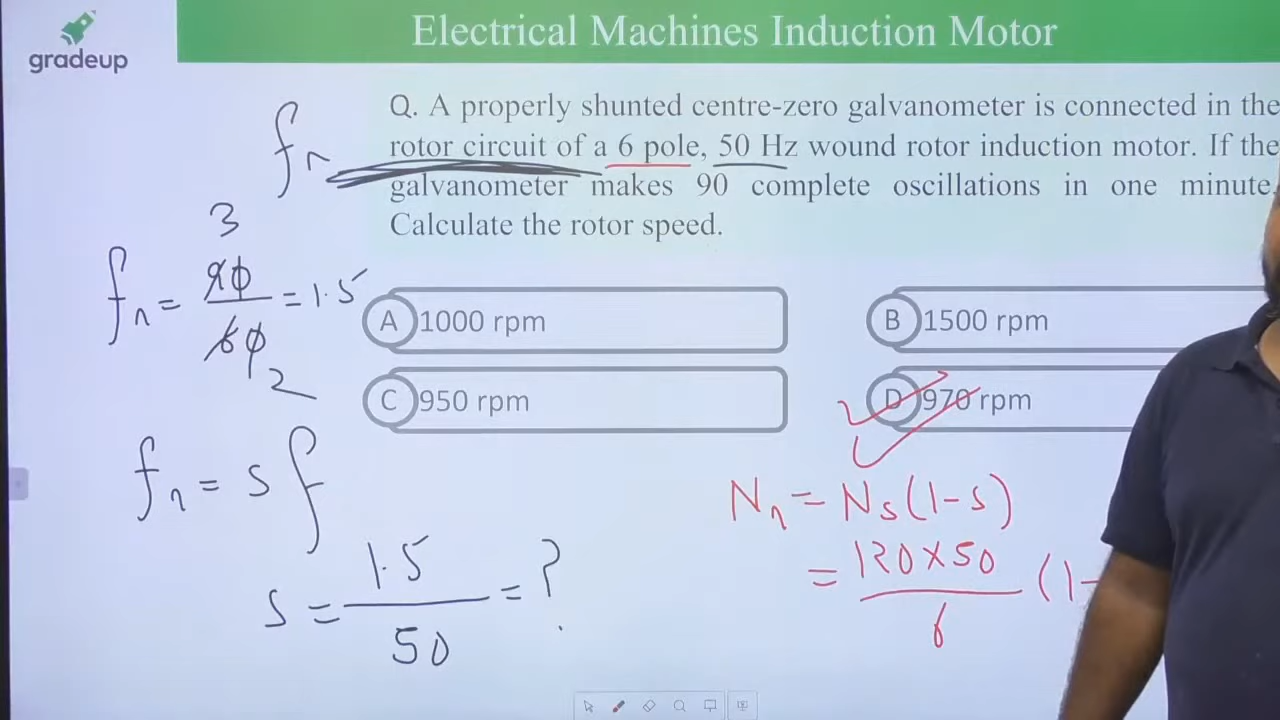 gradeup
Electrical Machines Induction Motor
Q. A properly shunted centre-zero galvanometer is connected in the
rotor circuit of a 6 pole, 50 Hz wound rotor induction motor. If the
galvanometer makes 90 complete oscillations in one minute.
Calculate the rotor speed.
A 1000 rpm
B 1500 rpm
C 950 rpm
D 970 rpm
fr
3
fr = 90/60 = 1.5
2
fr = s f
s = 1.5/50 = ?
Nr = Ns(1-s)
= 120×50/6 (1-